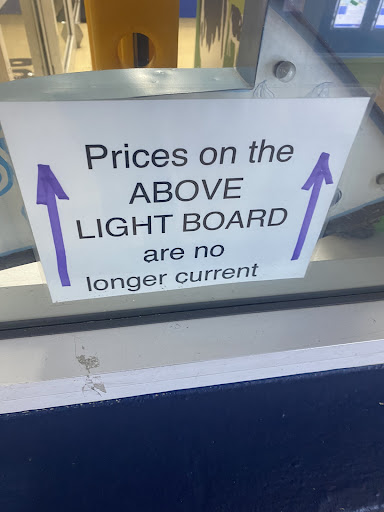 Prices on the
ABOVE
LIGHT BOARD
are no
longer current